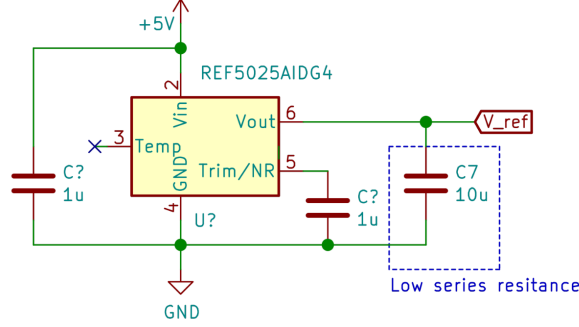 +5V
REF5025AIDG4
2
Vin
Vout
6
V_ref
3
Temp
GND
Trim/NR
5
C?
1u
C?
1u
C7
10u
4
U?
GND
Low series resitance